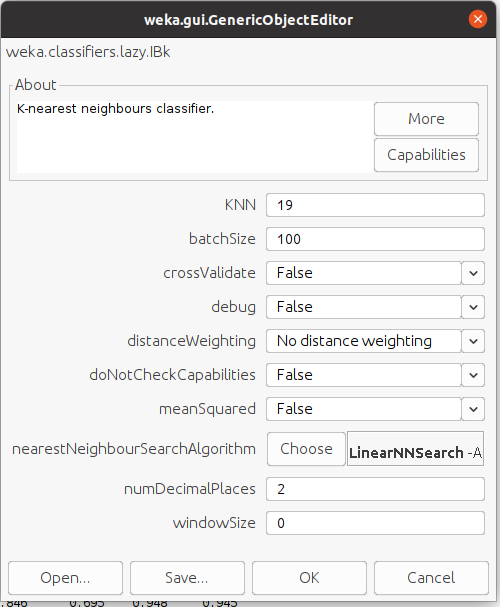 weka.gui.GenericObjectEditor
weka.classifiers.lazy.IBk
About
K-nearest neighbours classifier.
More
Capabilities
KNN 19
batchSize 100
crossValidate False
debug False
distanceWeighting No distance weighting
doNotCheckCapabilities False
meanSquared False
nearestNeighbourSearchAlgorithm Choose LinearNNSearch -A
numDecimalPlaces 2
windowSize 0
Open... Save... OK Cancel
.846 0.695 0.948 0.945